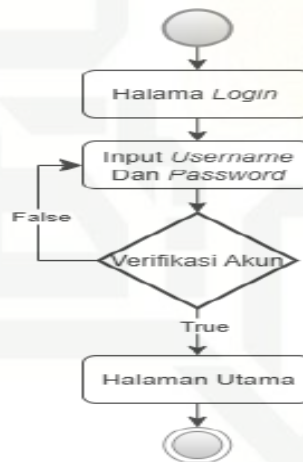 Halama Login
Input Username
Dan Password
False
Verifikasi Akun
True
Halaman Utama